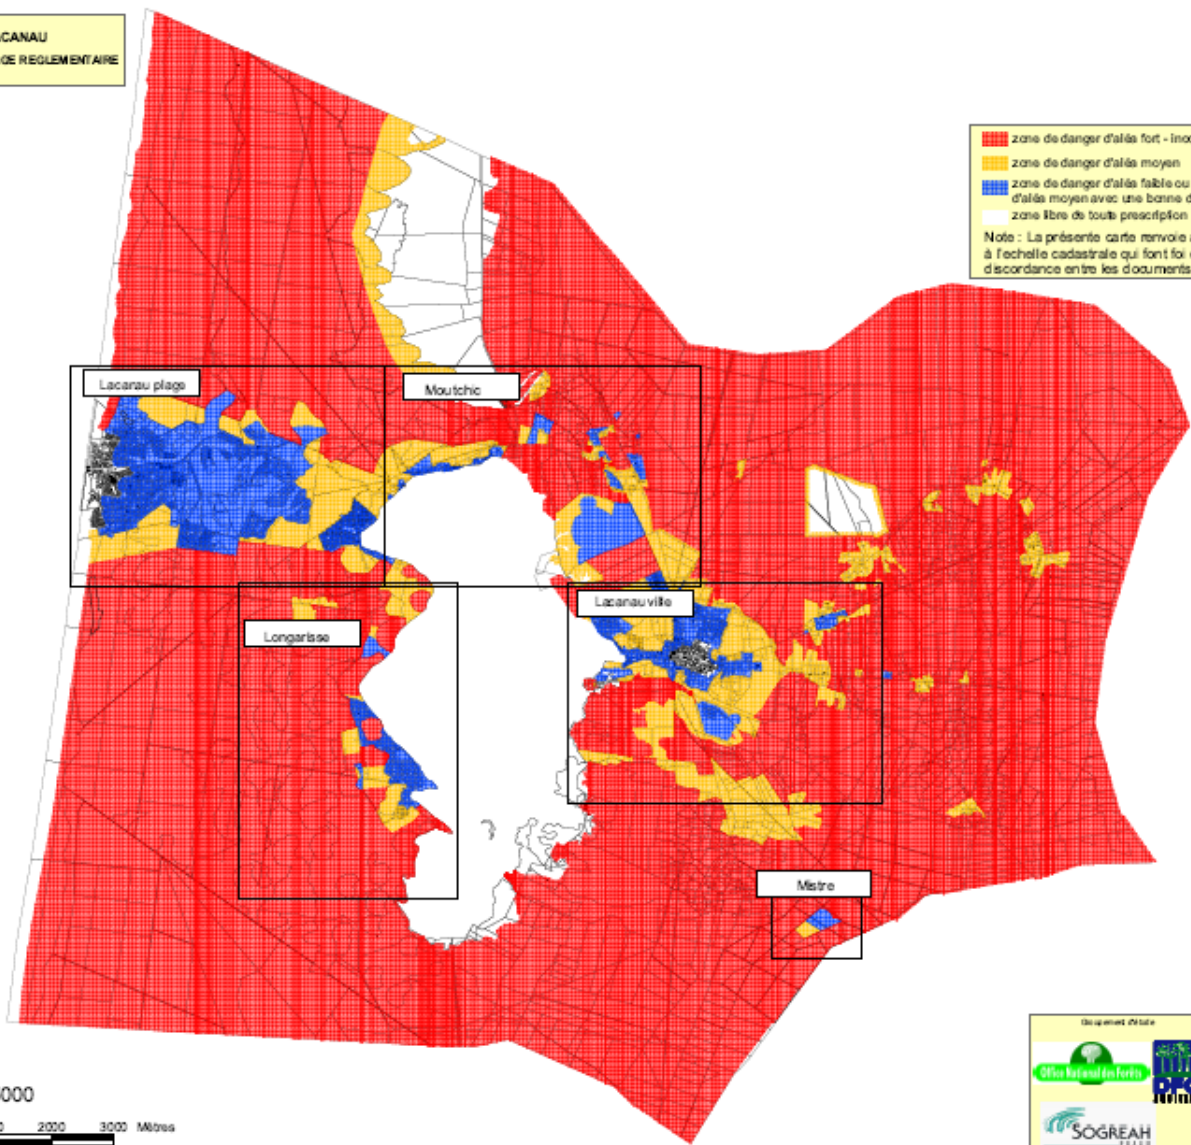 CANAU
REGLEMENTAIRE
zone de danger d'aléa fort -
zone de danger d'aléa moyen
zone de danger d'aléa faible ou
d'aléa moyen avec une bonne
zone libre de toute prescription
Note : La présente carte renvoie
à l'echelle cadastrale qui font foi
discordance entre les documents
Lacanau plage
Moutchic
Lacanau ville
Longarisse
Mistre
Groupement d'étude
Office National des Forêts
SOGREAH
000
0 2000 3000 Mètres